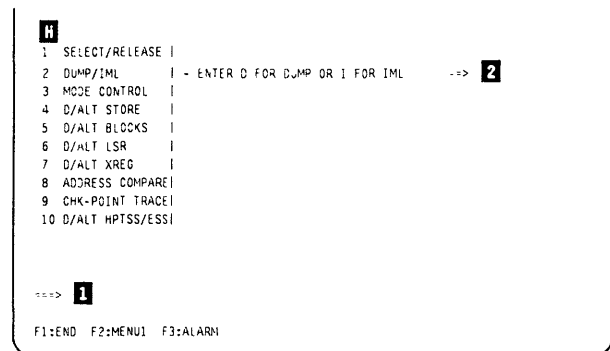 H
1 SELECT/RELEASE |
2 DUMP/IML | - ENTER D FOR DUMP OR I FOR IML --> 2
3 MODE CONTROL |
4 D/ALT STORE |
5 D/ALT BLOCKS |
6 D/ALT LSR |
7 D/ALT XREG |
8 ADDRESS COMPARE|
9 CHK-POINT TRACE|
10 D/ALT HPTSS/ESS|
===> 1
F1:END F2:MENU1 F3:ALARM